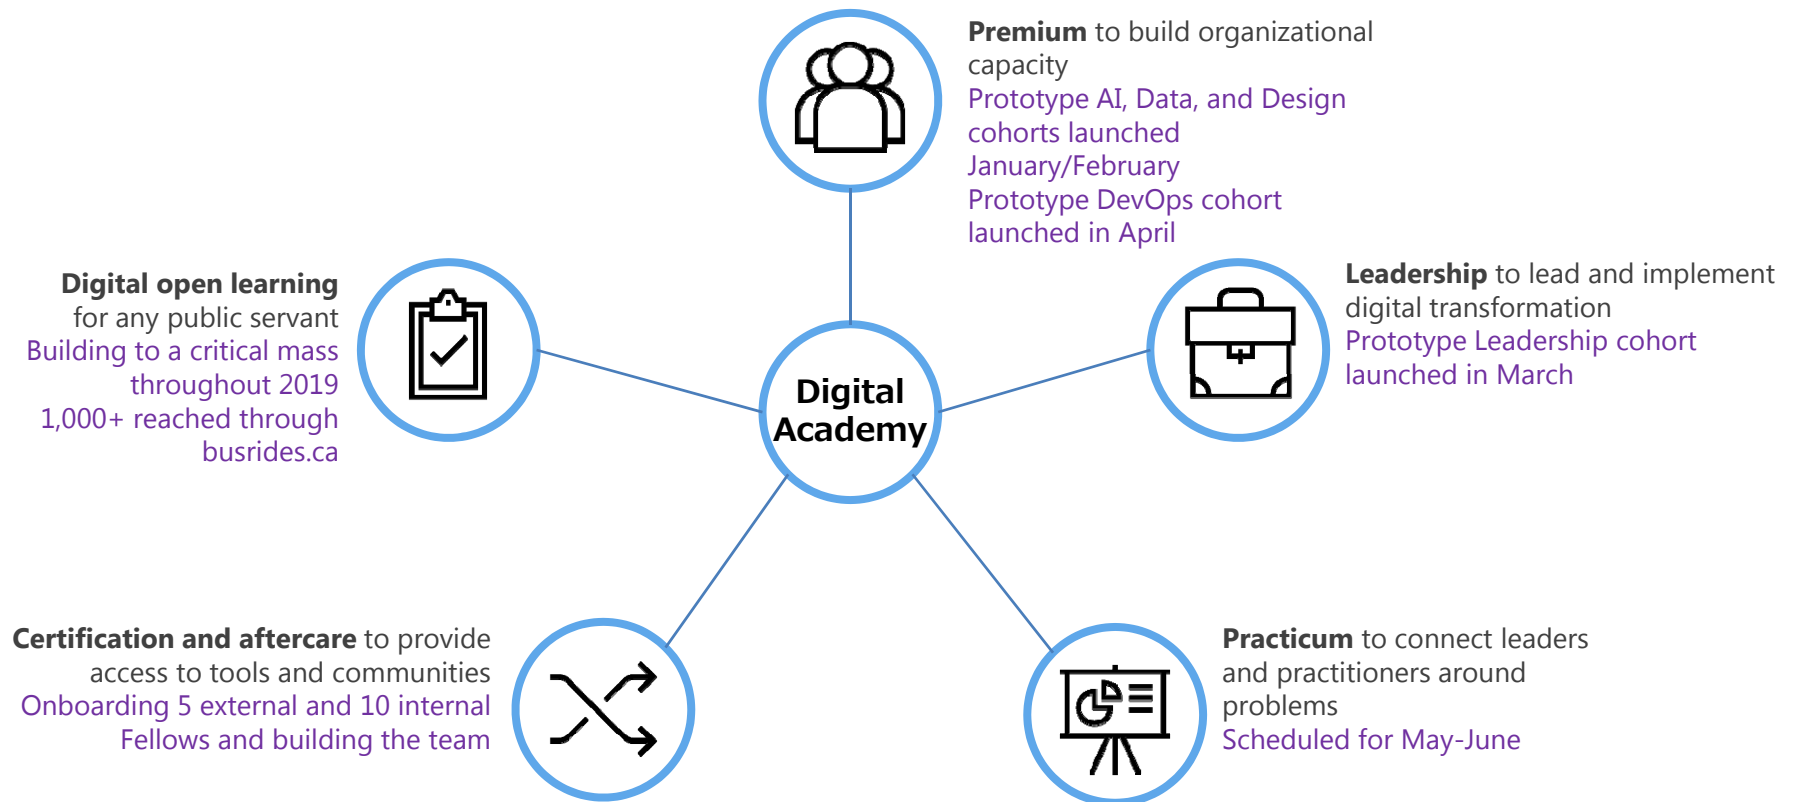 Premium to build organizational
capacity
Prototype AI, Data, and Design
cohorts launched
January/February
Prototype DevOps cohort
launched in April
Digital open learning
for any public servant
Building to a critical mass
throughout 2019
1,000+ reached through
busrides.ca
Leadership to lead and implement
digital transformation
Prototype Leadership cohort
launched in March
Digital
Academy
Certification and aftercare to provide
access to tools and communities
Onboarding 5 external and 10 internal
Fellows and building the team
Practicum to connect leaders
and practitioners around
problems
Scheduled for May-June